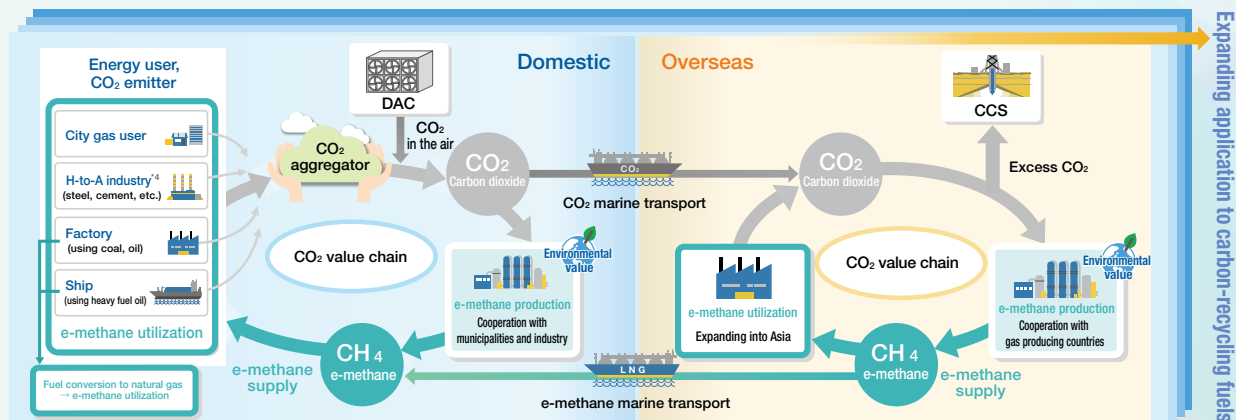 Energy user,
CO2 emitter
City gas user
H-to-A industry*4
(steel, cement, etc.)
Factory
(using coal, oil)
Ship
(using heavy fuel oil)
e-methane utilization
Fuel conversion to natural gas
→ e-methane utilization
CO2
aggregator
DAC
CO2
in the air
Domestic
Overseas
CO2
Carbon dioxide
CO2
CO2 marine transport
CO2
Carbon dioxide
CCS
Excess CO2
CO2 value chain
Environmental
value
e-methane production
Cooperation with
municipalities and industry
CH4
e-methane
e-methane
supply
LNG
e-methane marine transport
e-methane utilization
Expanding into Asia
CO2 value chain
Environmental
value
e-methane production
Cooperation with
gas producing countries
CH4
e-methane
e-methane
supply
Expanding application to carbon-recycling fuels